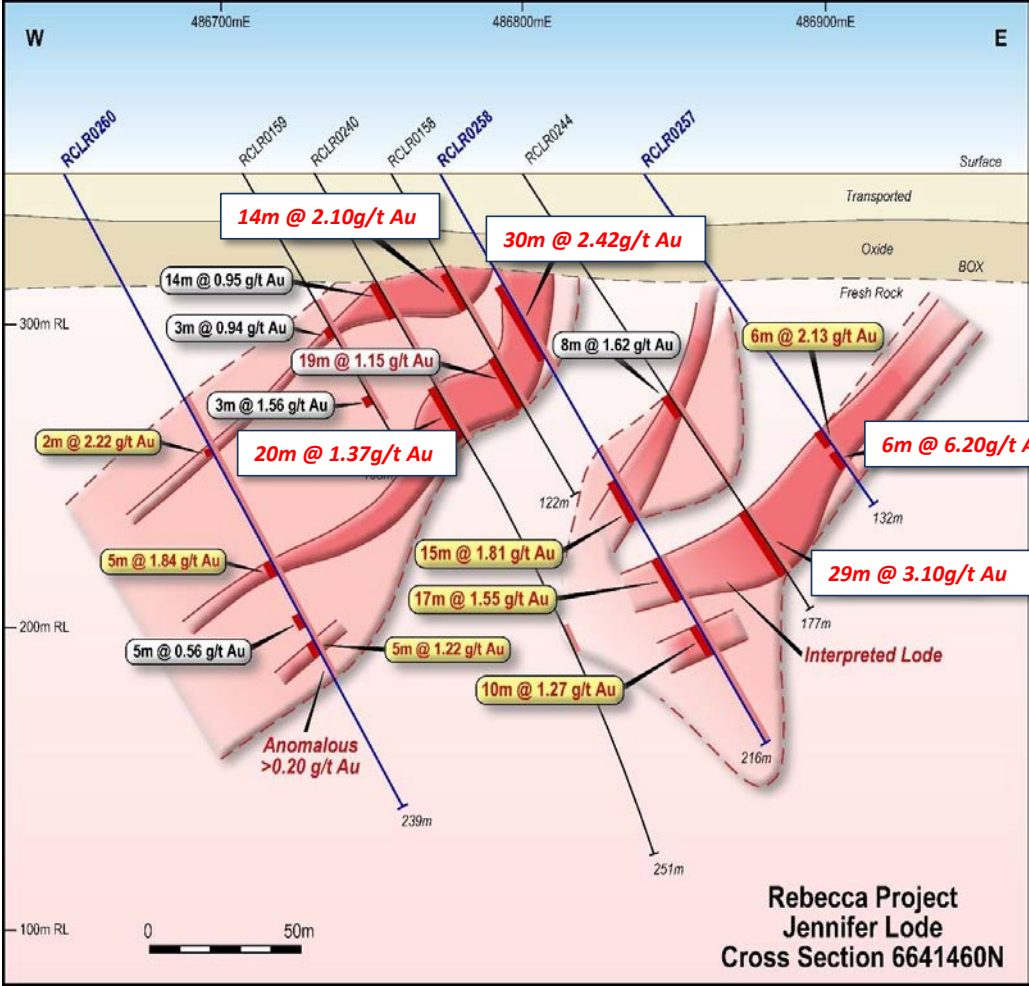 486700mE
486800mE
486900mE
W
E
RCLR0260
RCLR0159
RCLR0240
RCLR0158
RCLR0258
RCLR0244
RCLR0257
Surface
Transported
14m @ 2.10g/t Au
30m @ 2.42g/t Au
Oxide
BOX
14m @ 0.95 g/t Au
Fresh Rock
300m RL
3m @ 0.94 g/t Au
8m @ 1.62 g/t Au
6m @ 2.13 g/t Au
19m @ 1.15 g/t Au
3m @ 1.56 g/t Au
2m @ 2.22 g/t Au
20m @ 1.37g/t Au
6m @ 6.20g/t A
122m
132m
5m @ 1.84 g/t Au
15m @ 1.81 g/t Au
29m @ 3.10g/t Au
17m @ 1.55 g/t Au
177m
200m RL
5m @ 0.56 g/t Au
5m @ 1.22 g/t Au
Interpreted Lode
10m @ 1.27 g/t Au
Anomalous
>0.20 g/t Au
216m
239m
251m
100m RL
0
50m
Rebecca Project
Jennifer Lode
Cross Section 6641460N